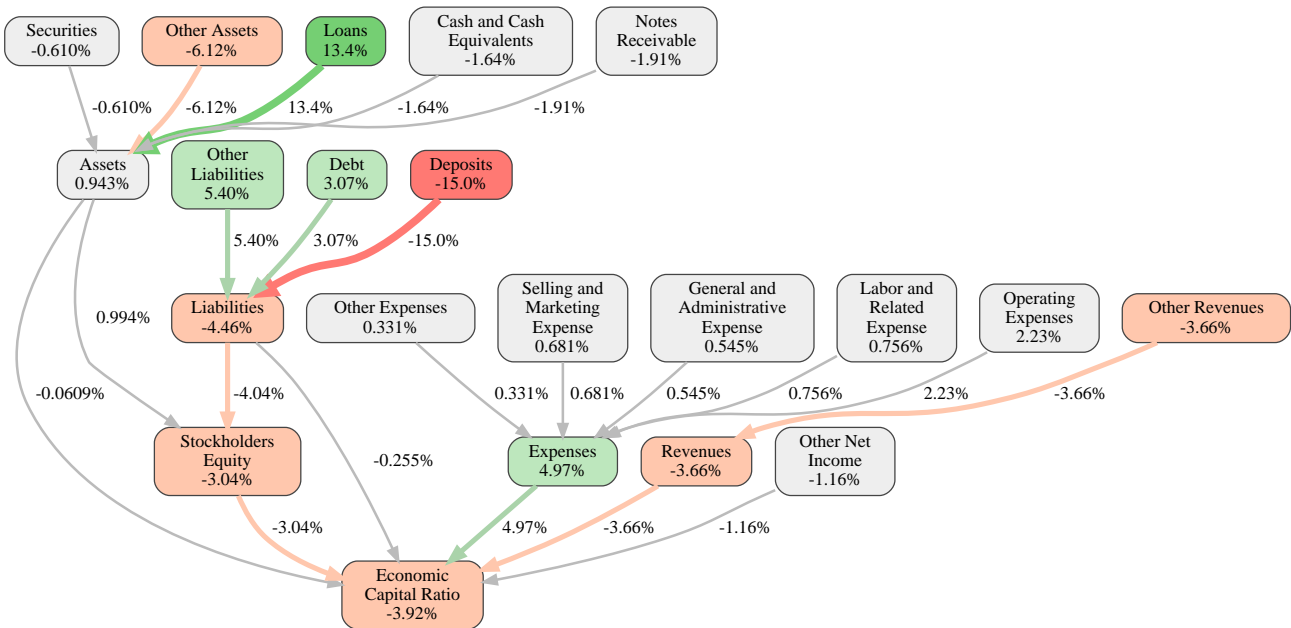 Securities
-0.610%
Other Assets
-6.12%
Loans
13.4%
Cash and Cash
Equivalents
-1.64%
Notes
Receivable
-1.91%
-0.610%
-6.12%
13.4%
-1.64%
-1.91%
Assets
0.943%
Other
Liabilities
5.40%
Debt
3.07%
Deposits
-15.0%
5.40%
3.07%
-15.0%
Liabilities
-4.46%
Other Expenses
0.331%
Selling and
Marketing
Expense
0.681%
General and
Administrative
Expense
0.545%
Labor and
Related
Expense
0.756%
Operating
Expenses
2.23%
Other Revenues
-3.66%
0.994%
-0.0609%
-4.04%
0.331%
0.681%
0.545%
0.756%
2.23%
-3.66%
Stockholders
Equity
-3.04%
-0.255%
Expenses
4.97%
Revenues
-3.66%
Other Net
Income
-1.16%
-3.04%
4.97%
-3.66%
-1.16%
Economic
Capital Ratio
-3.92%